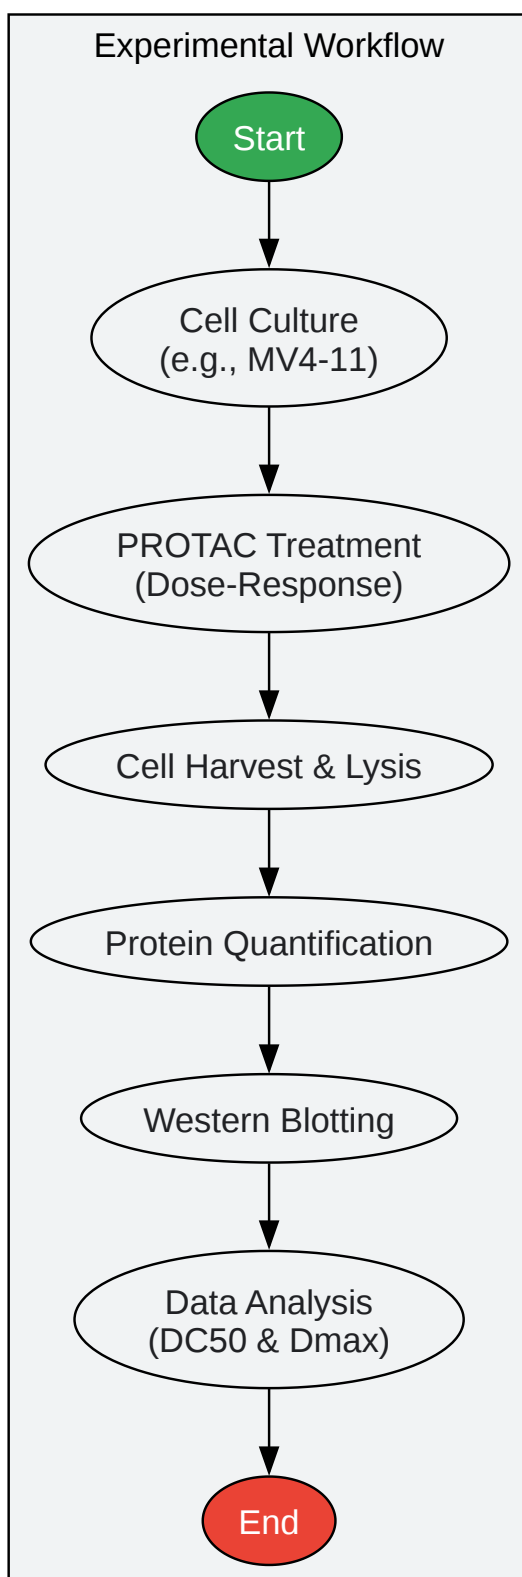 Experimental Workflow
Start
Cell Culture
(e.g., MV4-11)
PROTAC Treatment
(Dose-Response)
Cell Harvest & Lysis
Protein Quantification
Western Blotting
Data Analysis
(DC50 & Dmax)
End